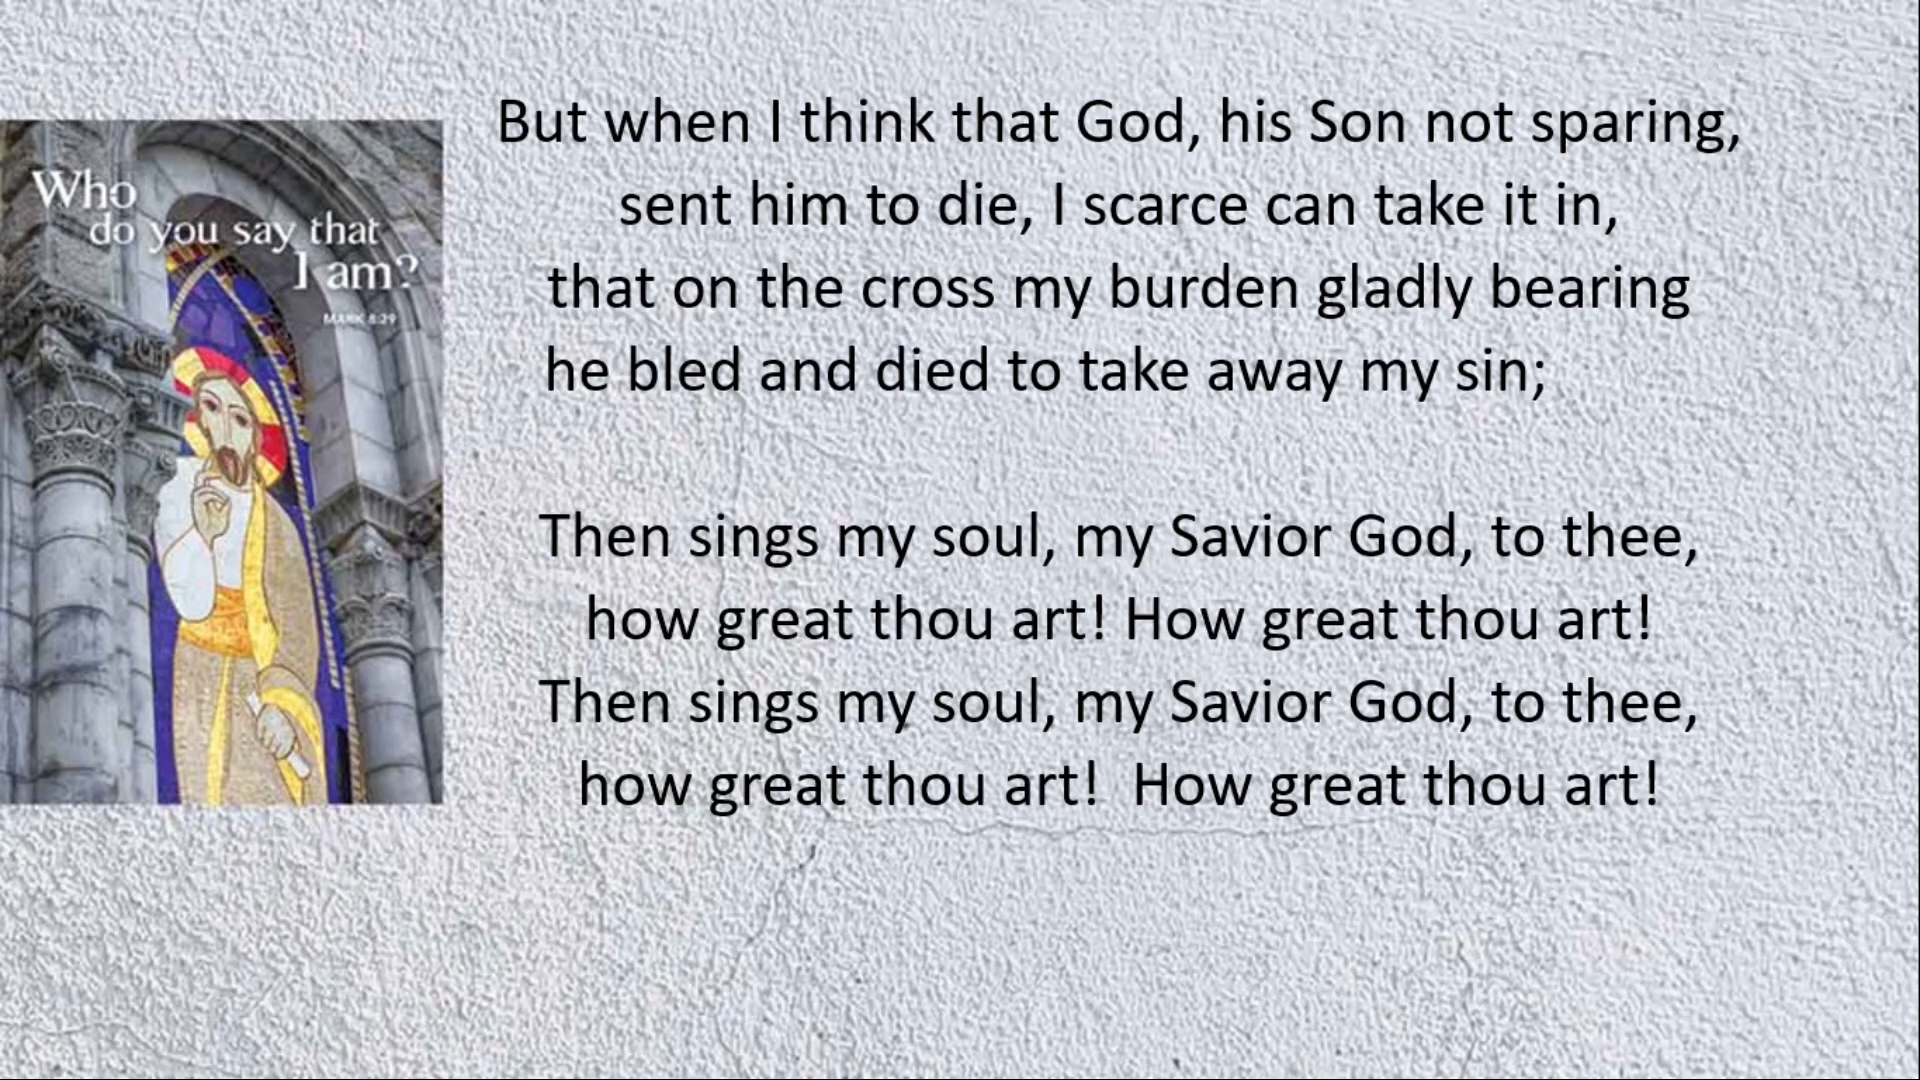 Who
do you say that
I am?
MARK 8:29
But when I think that God, his Son not sparing,
sent him to die, I scarce can take it in,
that on the cross my burden gladly bearing
he bled and died to take away my sin;
Then sings my soul, my Savior God, to thee,
how great thou art! How great thou art!
Then sings my soul, my Savior God, to thee,
how great thou art!  How great thou art!